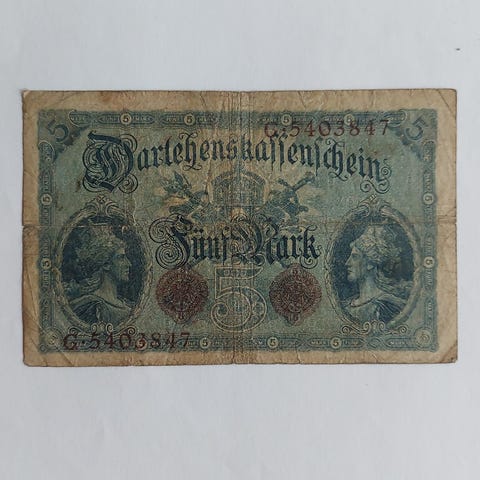 5 5
G·5403847
Darlehenskassenschein
Fünf Mark
5
G·5403847